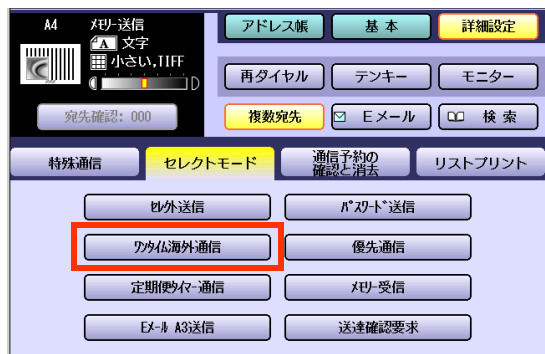 A4 ﾒﾓﾘｰ送信
A 文字
小さい,TIFF
D
宛先確認: 000
アドレス帳 基本 詳細設定
再ダイヤル テンキー モニター
複数宛先 Eメール 検索
特殊通信 セレクトモード 通信予約の確認と消去 リストプリント
ｾﾚｸﾄ送信 ﾊﾟｽﾜｰﾄﾞ送信
ﾜﾝﾀｲﾑ海外通信 優先通信
定期便ﾀｲﾏｰ通信 ﾒﾓﾘｰ受信
Eﾒｰﾙ A3送信 送達確認要求